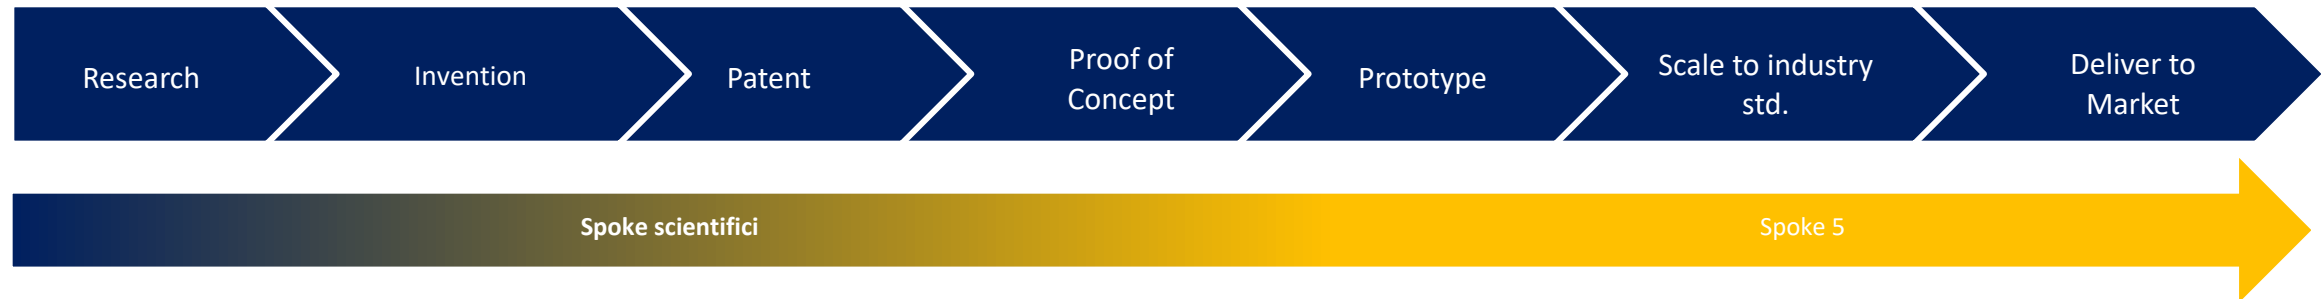 Research
Invention
Patent
Proof of
Concept
Prototype
Scale to industry
std.
Deliver to
Market
Spoke scientifici
Spoke 5